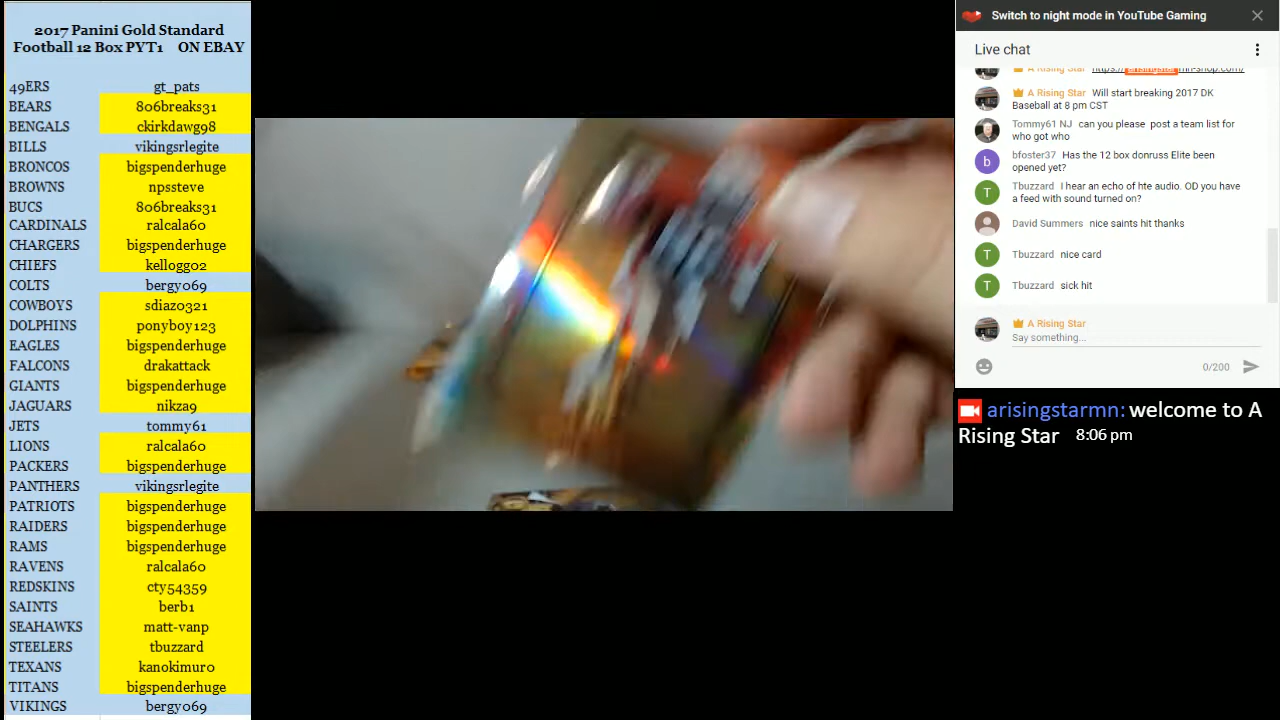 2017 Panini Gold Standard
Football 12 Box PYT1 ON EBAY
49ERS gt_pats
BEARS 806breaks31
BENGALS ckirkdawg98
BILLS vikingsrlegite
BRONCOS bigspenderhuge
BROWNS npssteve
BUCS 806breaks31
CARDINALS ralcala60
CHARGERS bigspenderhuge
CHIEFS kellogg02
COLTS bergy069
COWBOYS sdiaz0321
DOLPHINS ponyboy123
EAGLES bigspenderhuge
FALCONS drakattack
GIANTS bigspenderhuge
JAGUARS nikza9
JETS tommy61
LIONS ralcala60
PACKERS bigspenderhuge
PANTHERS vikingsrlegite
PATRIOTS bigspenderhuge
RAIDERS bigspenderhuge
RAMS bigspenderhuge
RAVENS ralcala60
REDSKINS cty54359
SAINTS berb1
SEAHAWKS matt-vanp
STEELERS tbuzzard
TEXANS kanokimuro
TITANS bigspenderhuge
VIKINGS bergy069
Switch to night mode in YouTube Gaming
Live chat
A Rising Star
A Rising Star Will start breaking 2017 DK
Baseball at 8 pm CST
Tommy61 NJ can you please post a team list for
who got who
b bfoster37 Has the 12 box donruss Elite been
opened yet?
T Tbuzzard I hear an echo of hte audio. OD you have
a feed with sound turned on?
David Summers nice saints hit thanks
T Tbuzzard nice card
T Tbuzzard sick hit
A Rising Star
Say something...
0/200
arisingstarmn: welcome to A
Rising Star 8:06 pm